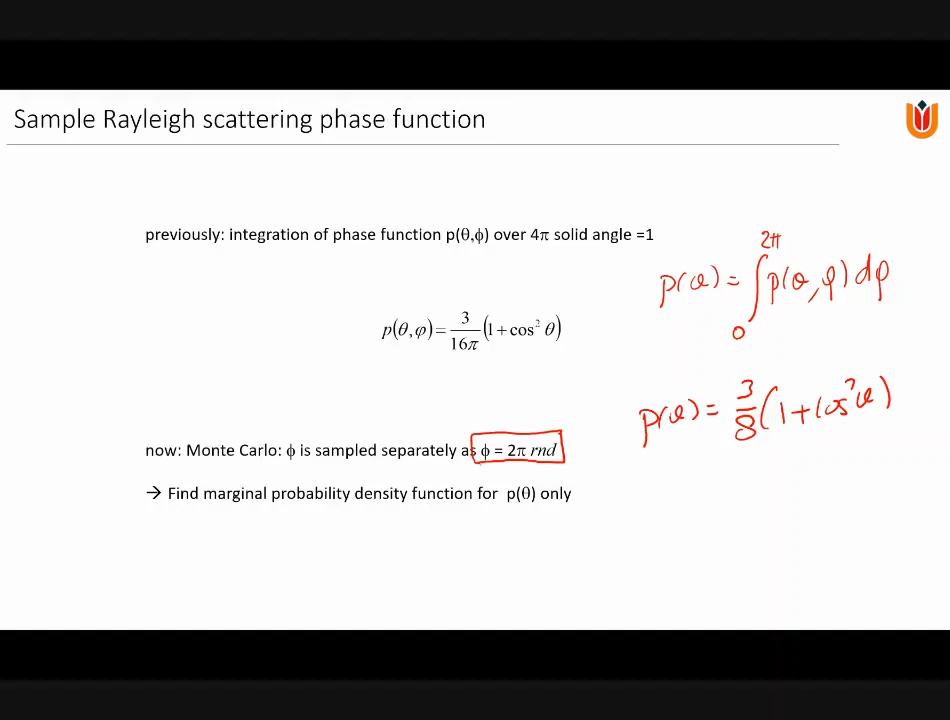 Sample Rayleigh scattering phase function
previously: integration of phase function p(θ,ϕ) over 4π solid angle =1
p(θ,φ)=3/16π (1+cos² θ)
p(θ) = ∫₀^2π p(θ, φ) dφ
p(θ) = 3/8 (1 + cos²θ)
now: Monte Carlo: ϕ is sampled separately as ϕ = 2π rnd
→ Find marginal probability density function for p(θ) only